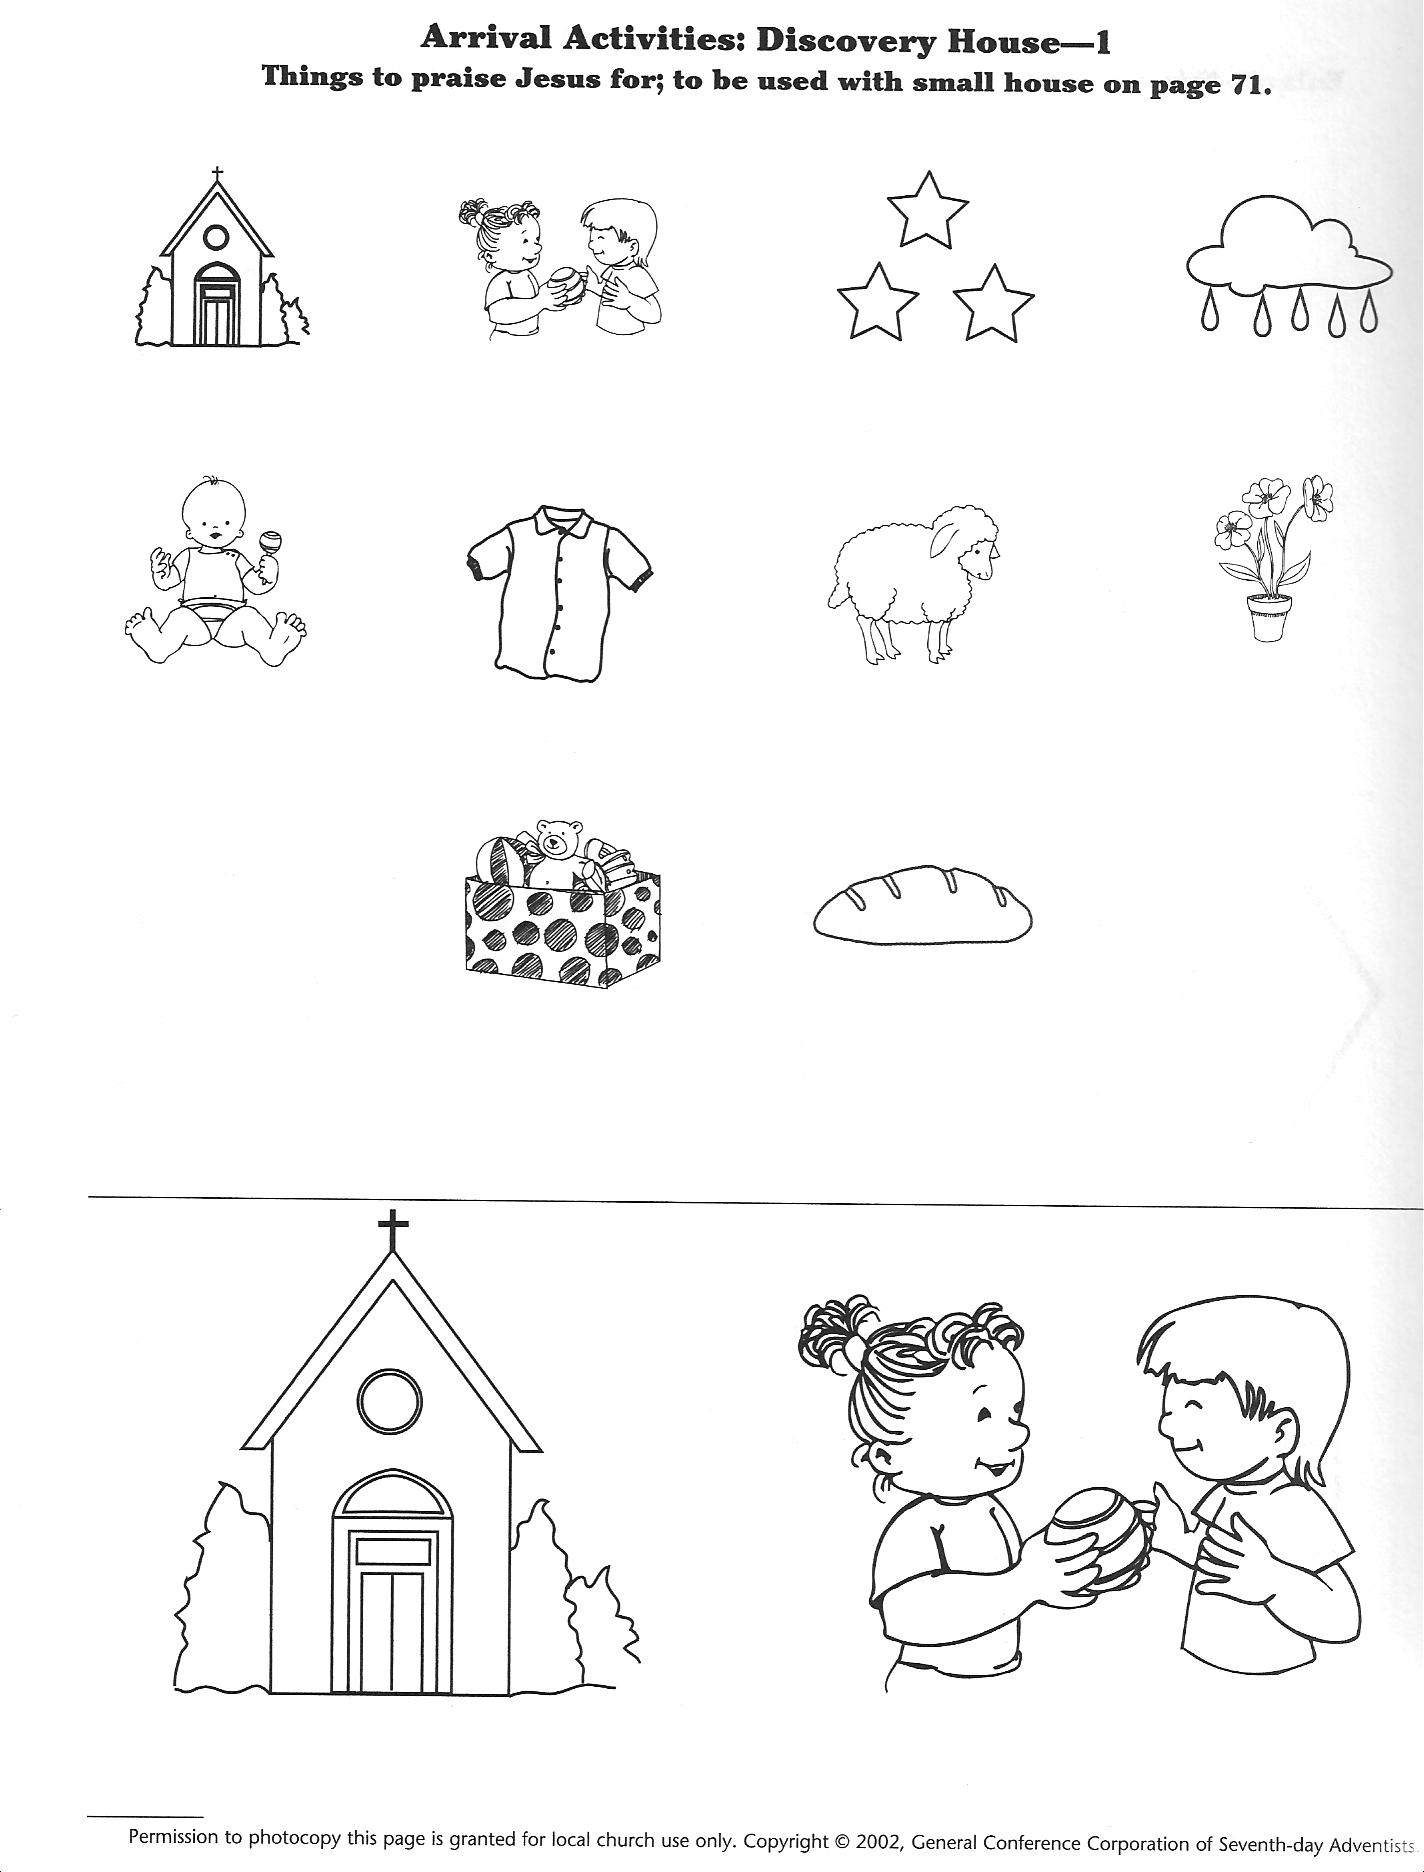 Arrival Activities: Discovery House—1
Things to praise Jesus for; to be used with small house on page 71.
Permission to photocopy this page is granted for local church use only. Copyright © 2002, General Conference Corporation of Seventh-day Adventists